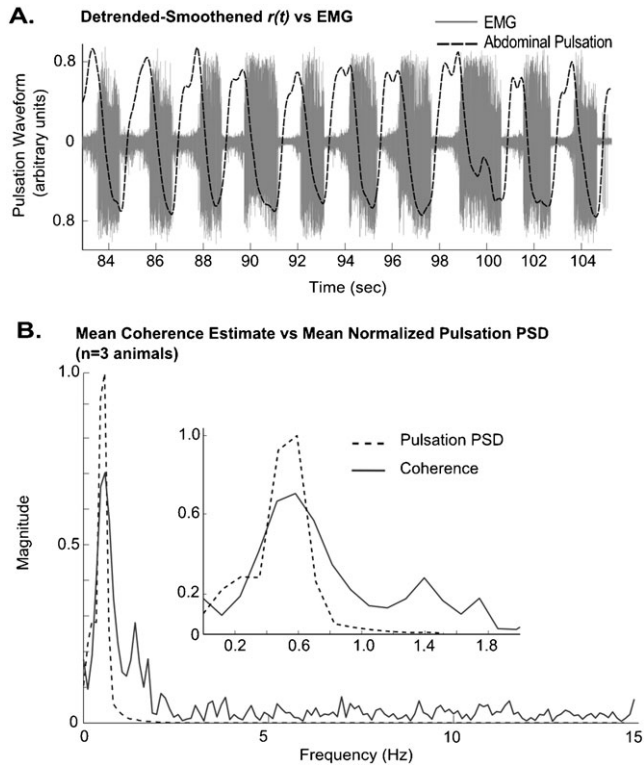 A.
Detrended-Smoothened r(t) vs EMG
EMG
Abdominal Pulsation
Pulsation Waveform
(arbitrary units)
0.8
0
0.8
84 86 88 90 92 94 96 98 100 102 104
Time (sec)
B.
Mean Coherence Estimate vs Mean Normalized Pulsation PSD
(n=3 animals)
Magnitude
1.0
0.5
0
1.0
0.6
0.2
0
0.2 0.6 1.0 1.4 1.8
Pulsation PSD
Coherence
0 5 10 15
Frequency (Hz)